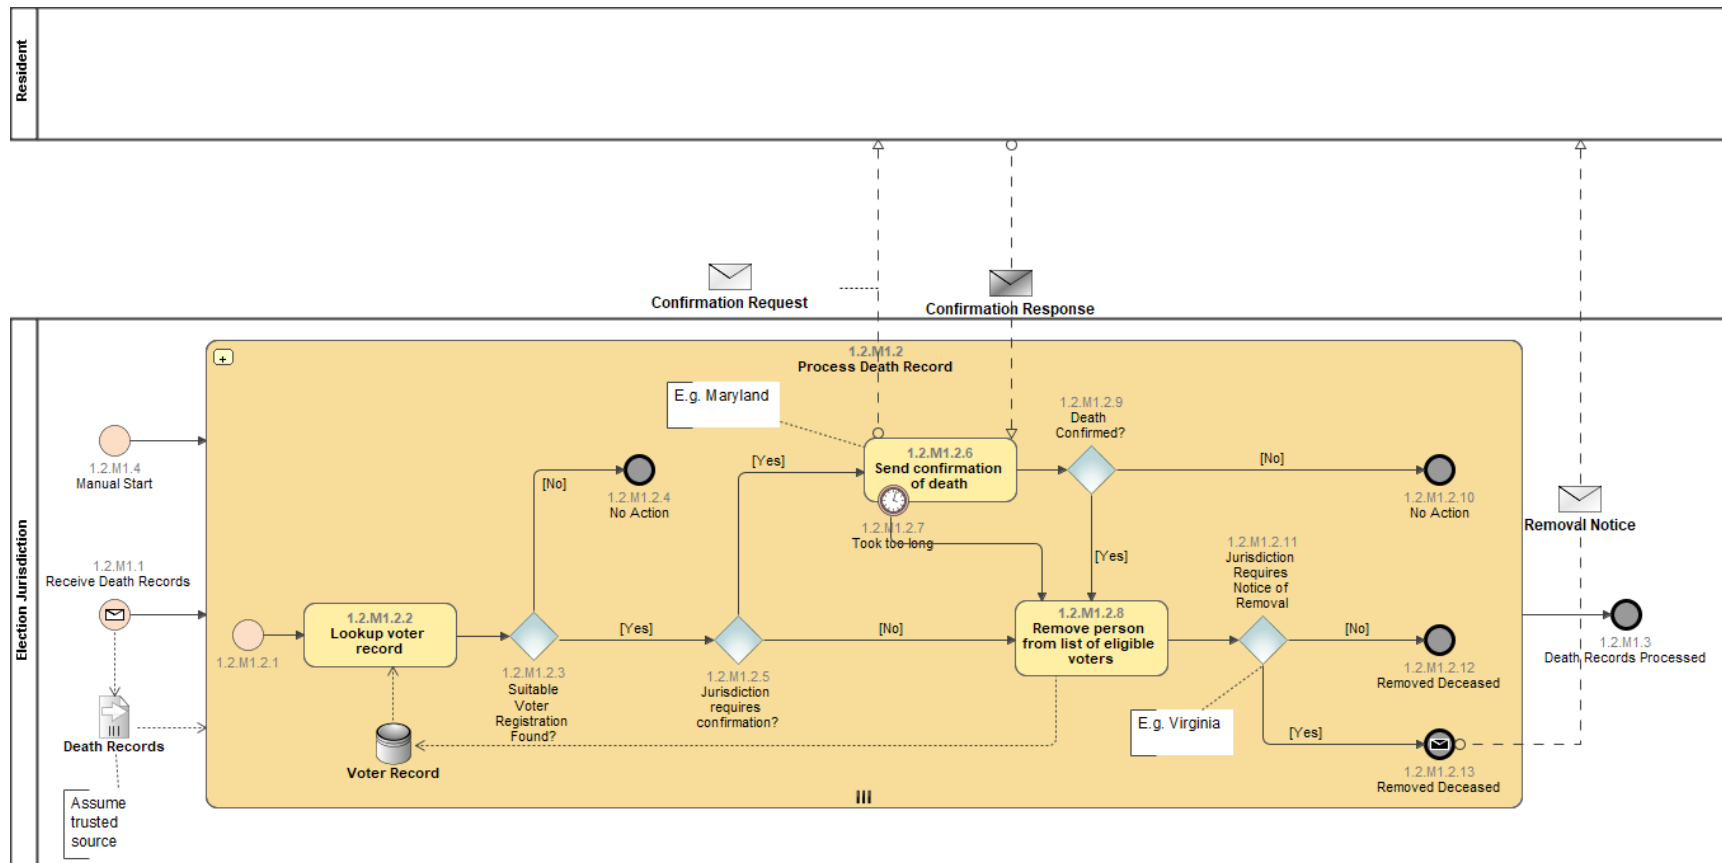 Resident
Confirmation Request
Confirmation Response
Election Jurisdiction
1.2.M1.2
Process Death Record
E.g. Maryland
1.2.M1.2.9
Death
Confirmed?
1.2.M1.4
Manual Start
[Yes]
1.2.M1.2.6
Send confirmation
of death
[No]
[No]
1.2.M1.2.4
No Action
1.2.M1.2.10
No Action
Removal Notice
1.2.M1.2.7
Took too long
[Yes]
1.2.M1.2.11
Jurisdiction
Requires
Notice of
Removal
1.2.M1.1
Receive Death Records
1.2.M1.2.1
1.2.M1.2.2
Lookup voter
record
[Yes]
[No]
1.2.M1.2.8
Remove person
from list of eligible
voters
[No]
1.2.M1.3
Death Records Processed
1.2.M1.2.3
Suitable
Voter
Registration
Found?
1.2.M1.2.5
Jurisdiction
requires
confirmation?
1.2.M1.2.12
Removed Deceased
E.g. Virginia
[Yes]
Death Records
Voter Record
1.2.M1.2.13
Removed Deceased
Assume
trusted
source